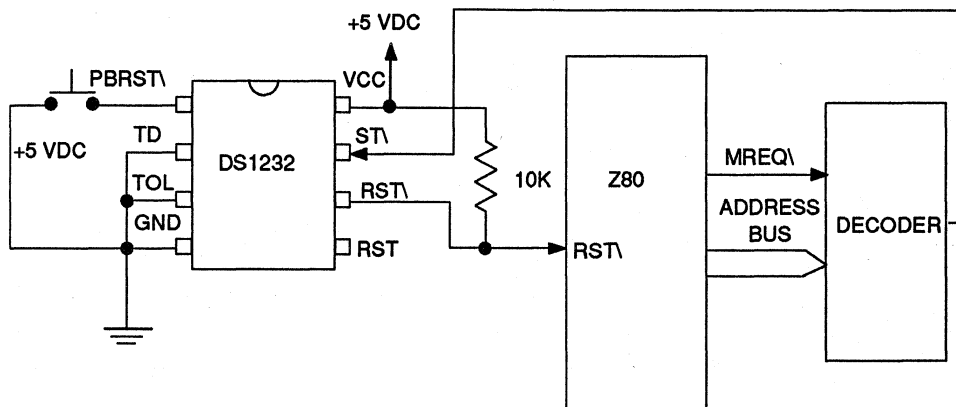 +5 VDC
PBRST\
VCC
+5 VDC
TD
ST\
DS1232
TOL
RST\
GND
RST
10K
Z80
RST\
MREQ\
ADDRESS
BUS
DECODER